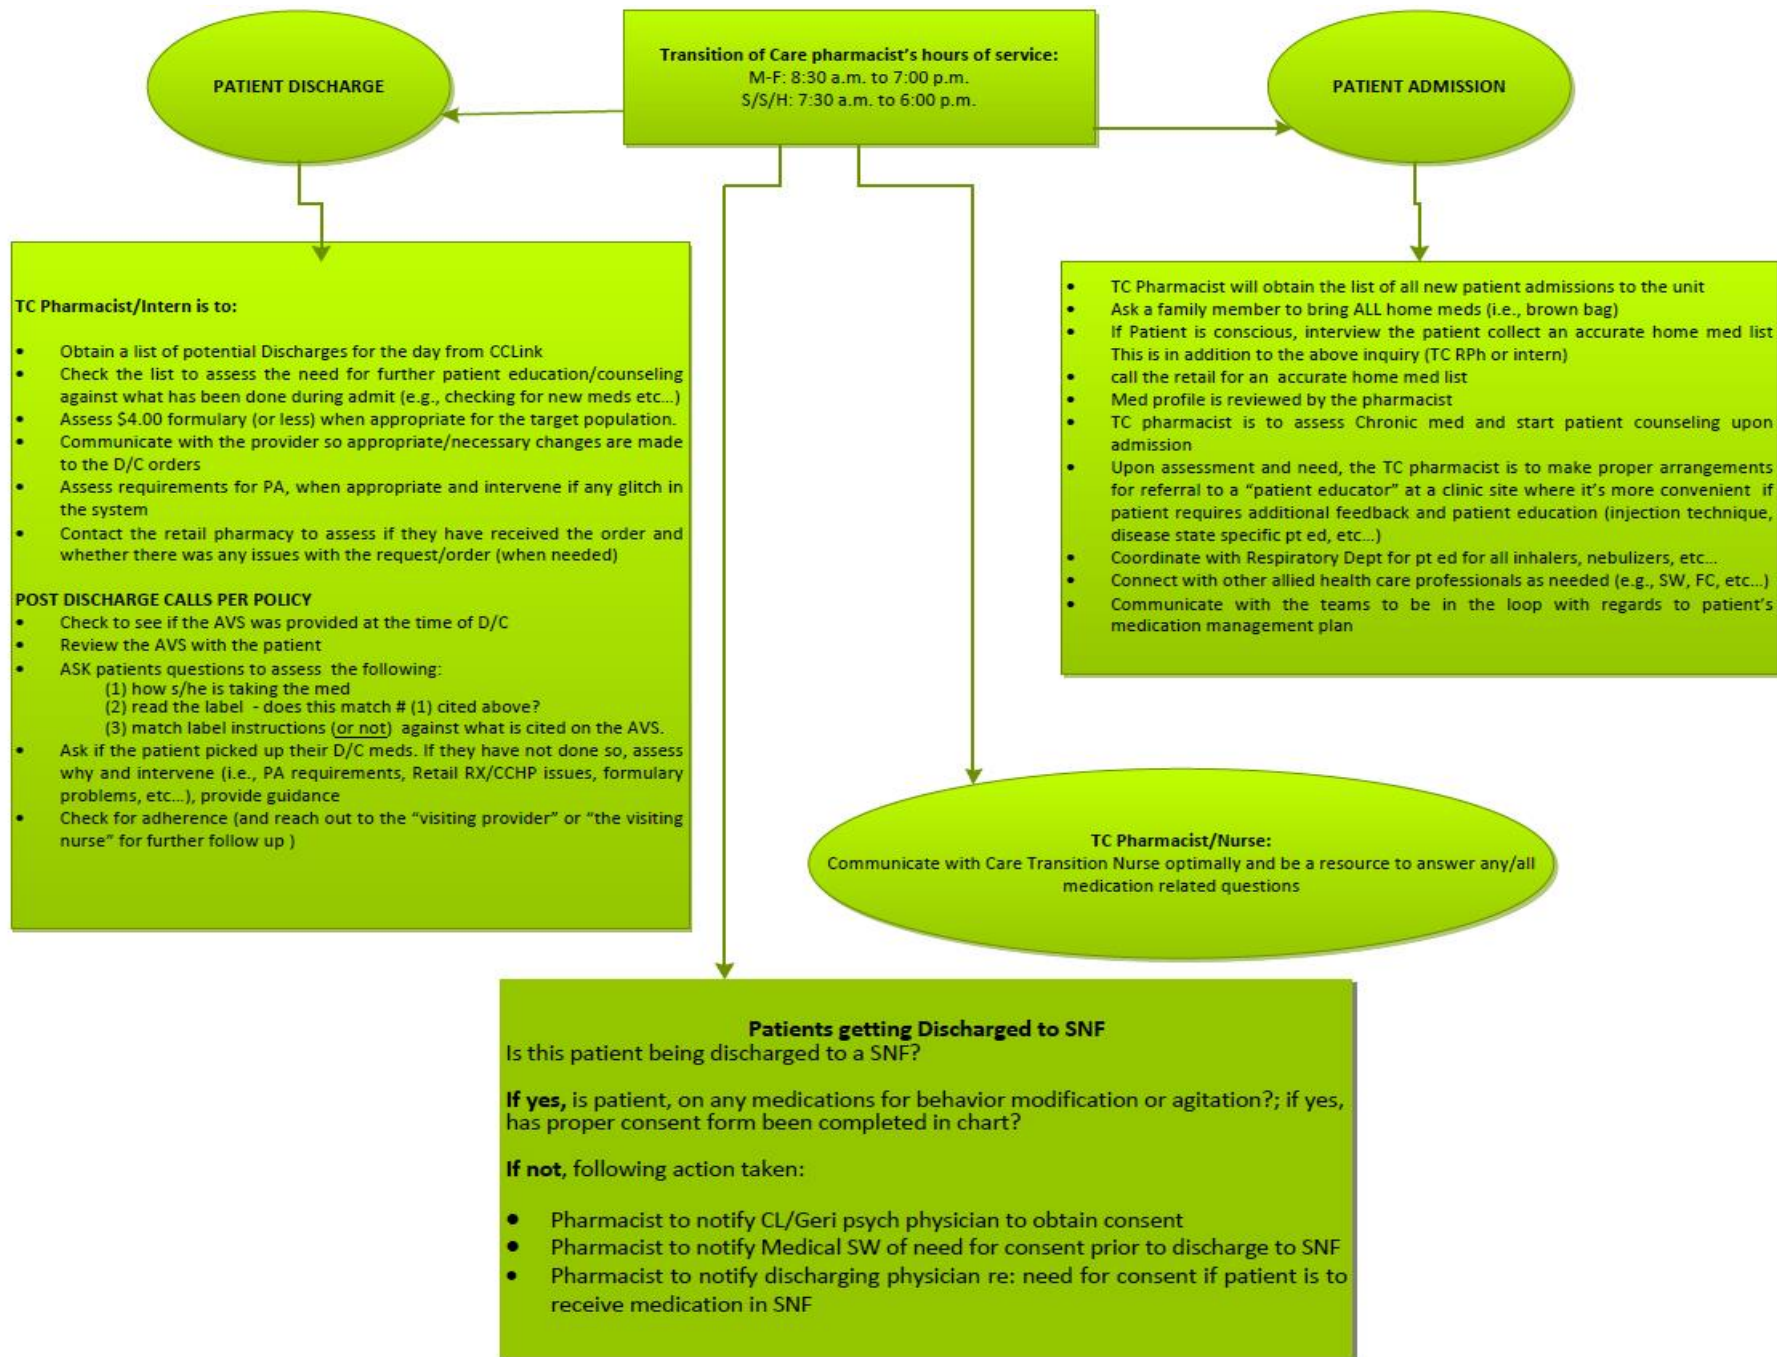 PATIENT DISCHARGE
Transition of Care pharmacist's hours of service:
M-F: 8:30 a.m. to 7:00 p.m.
S/S/H: 7:30 a.m. to 6:00 p.m.
PATIENT ADMISSION
TC Pharmacist/Intern is to:
• Obtain a list of potential Discharges for the day from CCLink
• Check the list to assess the need for further patient education/counseling
against what has been done during admit (e.g., checking for new meds etc...)
• Assess $4.00 formulary (or less) when appropriate for the target population.
• Communicate with the provider so appropriate/necessary changes are made
to the D/C orders
• Assess requirements for PA, when appropriate and intervene if any glitch in
the system
• Contact the retail pharmacy to assess if they have received the order and
whether there was any issues with the request/order (when needed)
POST DISCHARGE CALLS PER POLICY
• Check to see if the AVS was provided at the time of D/C
• Review the AVS with the patient
• ASK patients questions to assess the following:
(1) how s/he is taking the med
(2) read the label - does this match # (1) cited above?
(3) match label instructions (or not) against what is cited on the AVS.
• Ask if the patient picked up their D/C meds. If they have not done so, assess
why and intervene (i.e., PA requirements, Retail RX/CCHP issues, formulary
problems, etc...), provide guidance
• Check for adherence (and reach out to the "visiting provider" or "the visiting
nurse" for further follow up )
• TC Pharmacist will obtain the list of all new patient admissions to the unit
• Ask a family member to bring ALL home meds (i.e., brown bag)
• If Patient is conscious, interview the patient collect an accurate home med list
This is in addition to the above inquiry (TC RPh or intern)
• call the retail for an accurate home med list
• Med profile is reviewed by the pharmacist
• TC pharmacist is to assess Chronic med and start patient counseling upon
admission
• Upon assessment and need, the TC pharmacist is to make proper arrangements
for referral to a "patient educator" at a clinic site where it's more convenient if
patient requires additional feedback and patient education (injection technique,
disease state specific pt ed, etc...)
• Coordinate with Respiratory Dept for pt ed for all inhalers, nebulizers, etc...
• Connect with other allied health care professionals as needed (e.g., SW, FC, etc...)
• Communicate with the teams to be in the loop with regards to patient's
medication management plan
TC Pharmacist/Nurse:
Communicate with Care Transition Nurse optimally and be a resource to answer any/all
medication related questions
Patients getting Discharged to SNF
Is this patient being discharged to a SNF?
If yes, is patient, on any medications for behavior modification or agitation?; if yes,
has proper consent form been completed in chart?
If not, following action taken:
• Pharmacist to notify CL/Geri psych physician to obtain consent
• Pharmacist to notify Medical SW of need for consent prior to discharge to SNF
• Pharmacist to notify discharging physician re: need for consent if patient is to
receive medication in SNF